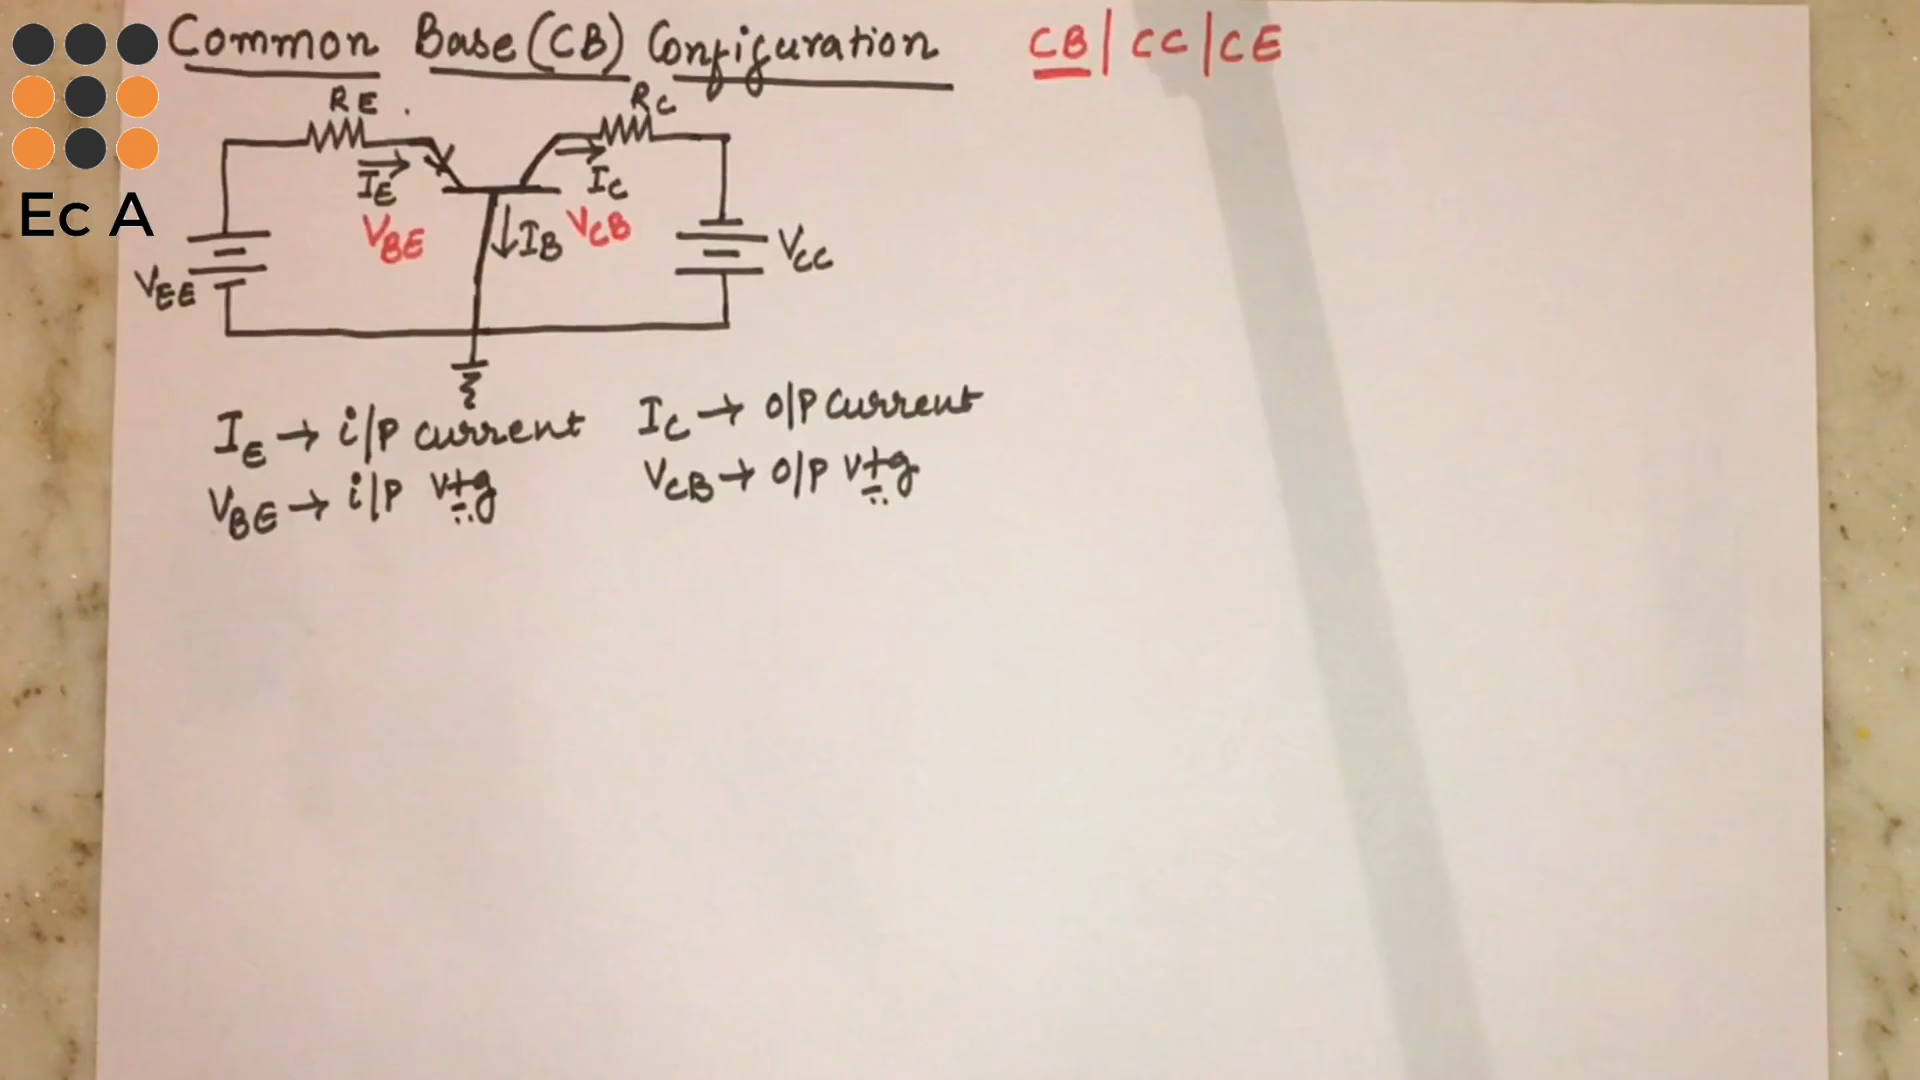 Common Base (CB) Configuration
CB | CC | CE
Ec A
RE
RC
IE
IC
VBE
IB
VCB
VEE
VCC
IE → i/p current
IC → o/p current
VBE → i/p vtg
VCB → o/p vtg